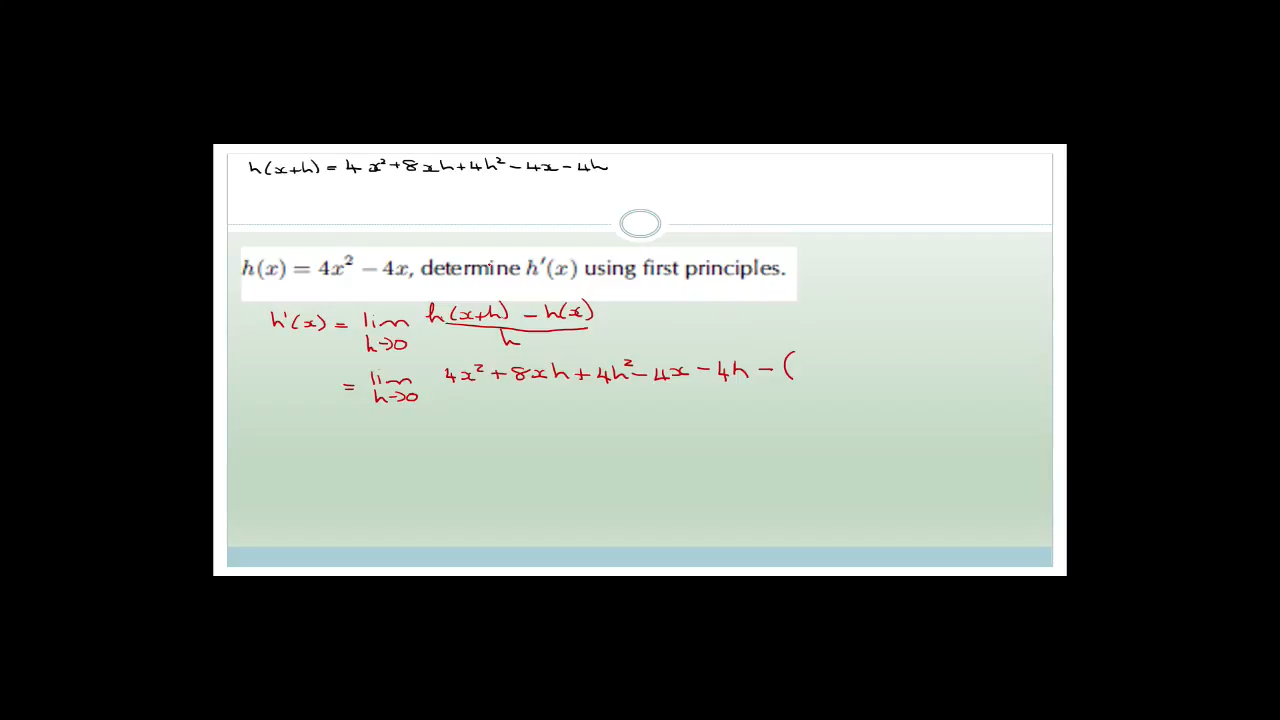 h(x+h) = 4x²+8xh+4h²-4x-4h
h(x) = 4x² − 4x, determine h′(x) using first principles.
h'(x) = lim h→0 h(x+h) - h(x) / h
= lim h→0 4x²+8xh+4h²-4x-4h-(